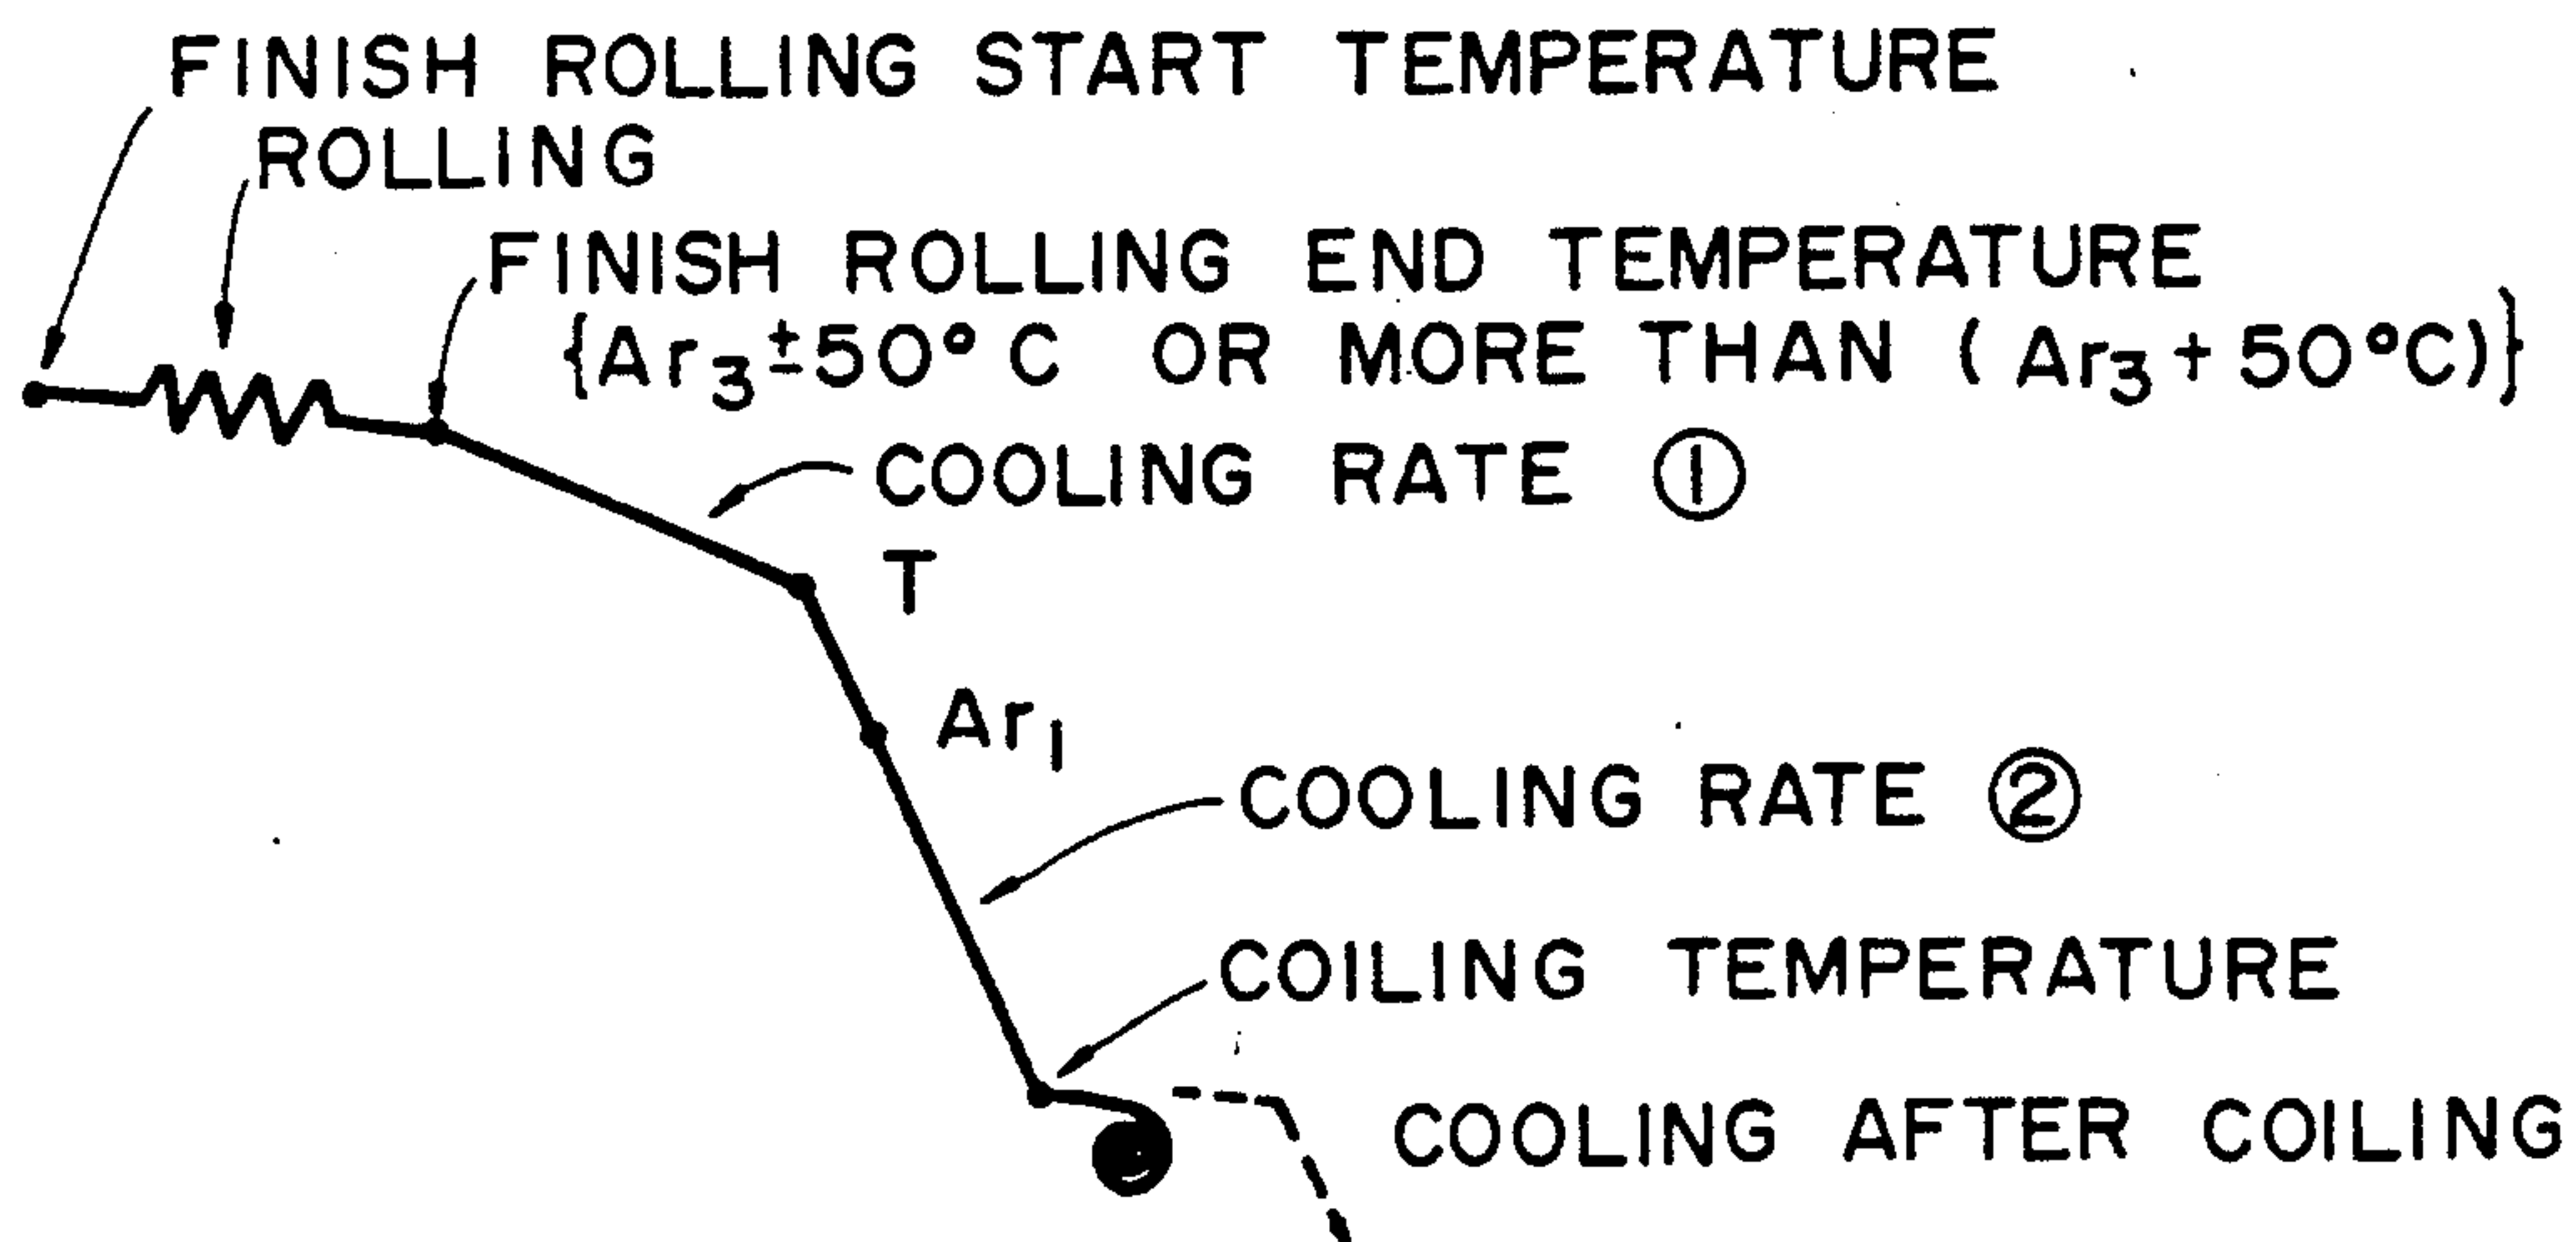 FINISH ROLLING START TEMPERATURE
ROLLING
FINISH ROLLING END TEMPERATURE
{Ar₃±50°C OR MORE THAN (Ar₃+50°C)}
COOLING RATE ①
T
Ar₁
COOLING RATE ②
COILING TEMPERATURE
COOLING AFTER COILING